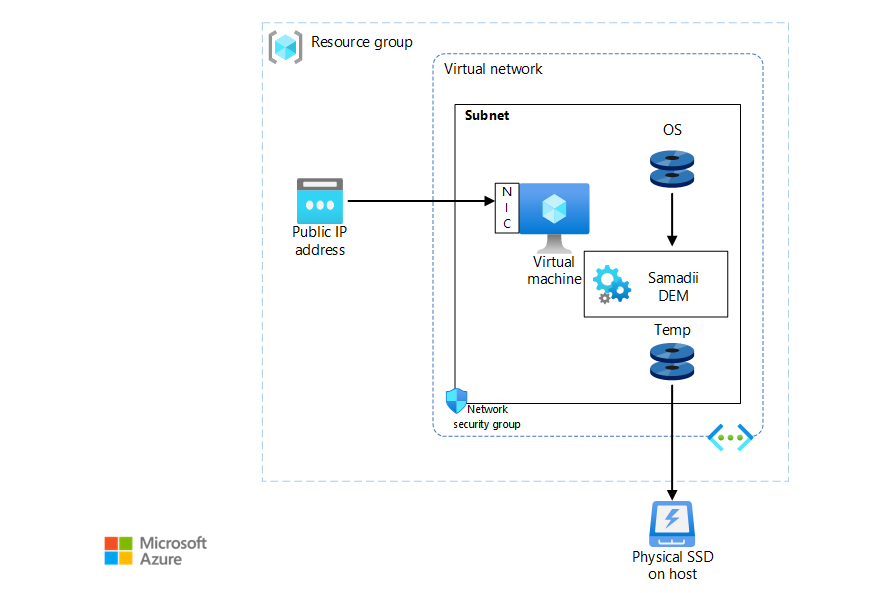 Resource group
Virtual network
Subnet
OS
N
I
C
Public IP
address
Virtual
machine
Samadii
DEM
Temp
Network
security group
Microsoft
Azure
Physical SSD
on host